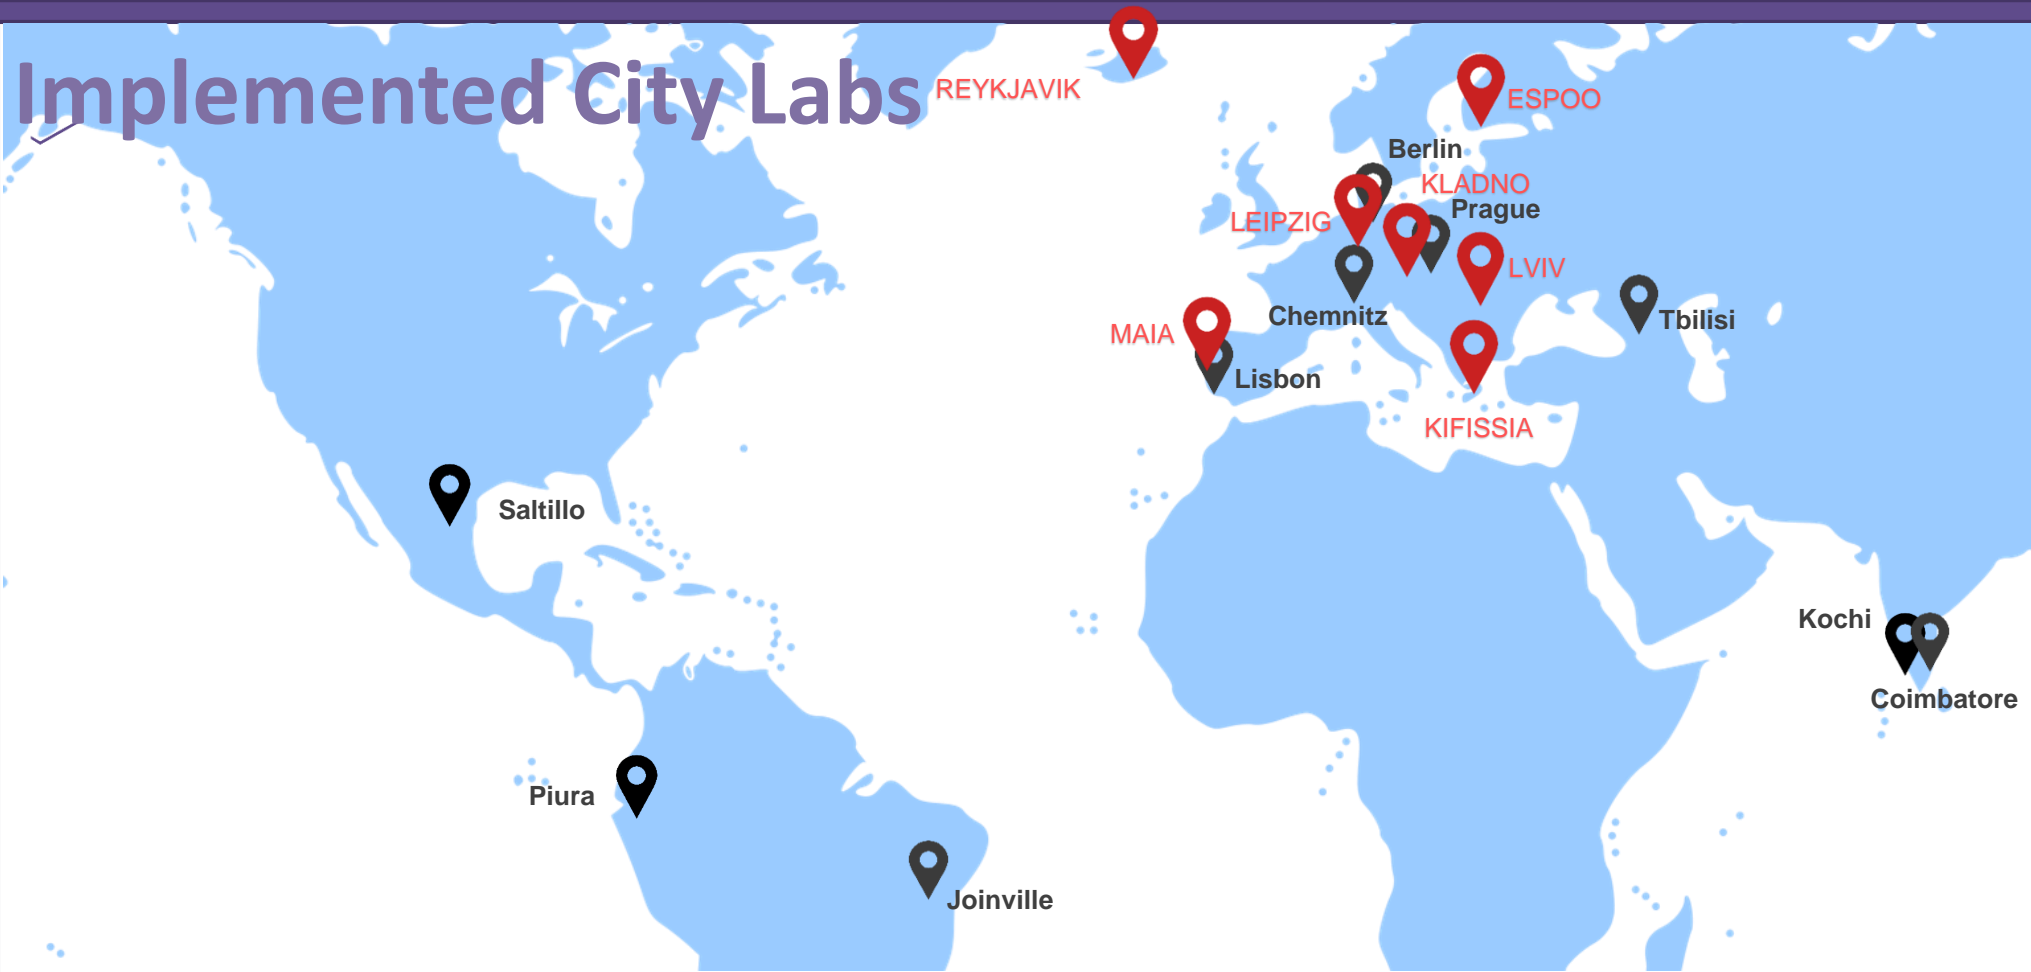 Implemented City Labs
REYKJAVIK
ESPOO
Berlin
KLADNO
Prague
LEIPZIG
LVIV
Chemnitz
Tbilisi
MAIA
Lisbon
KIFISSIA
Saltillo
Kochi
Coimbatore
Piura
Joinville